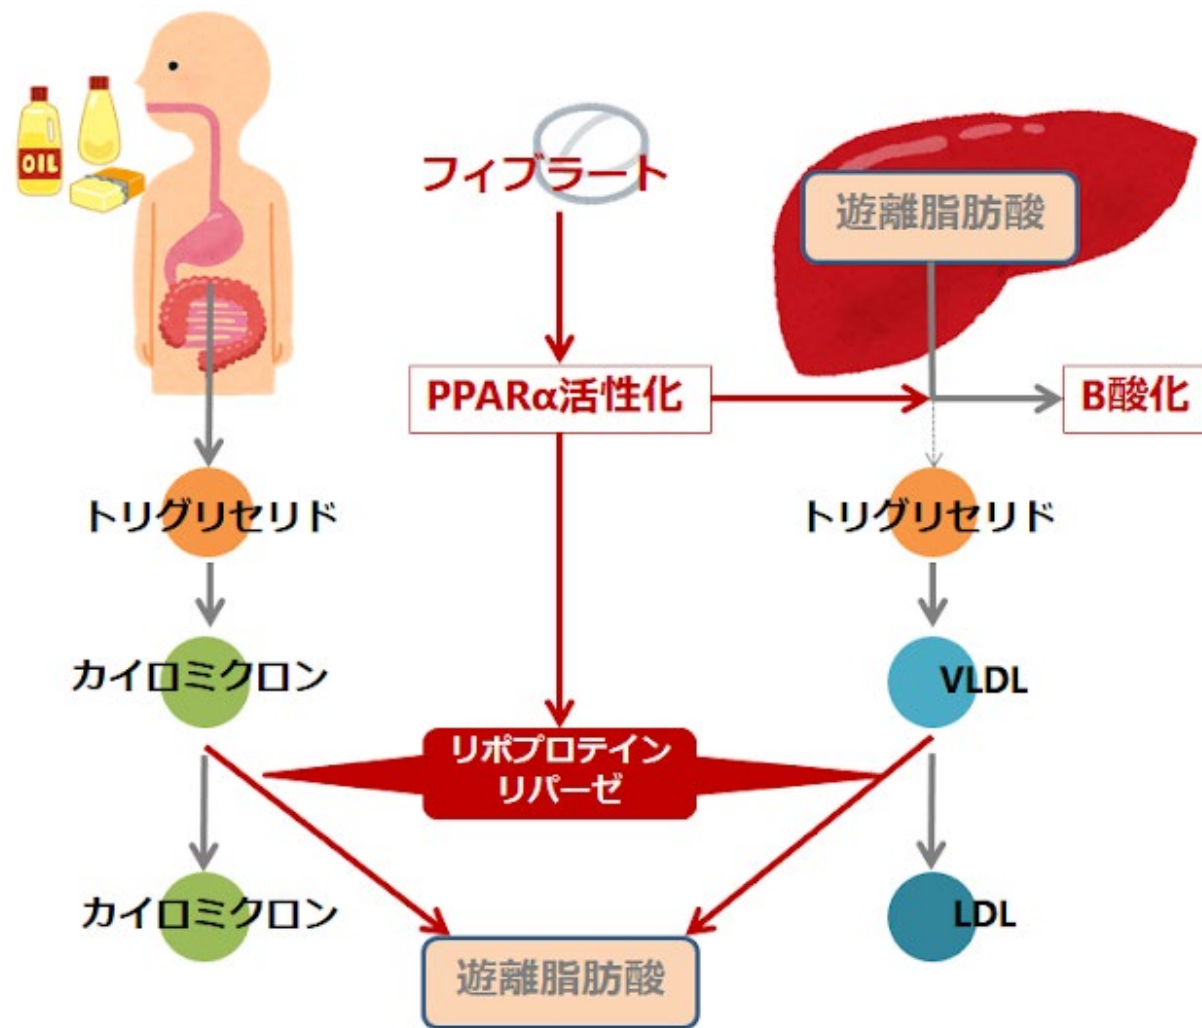 OIL
フィブラート
遊離脂肪酸
PPARα活性化
B酸化
トリグリセリド
トリグリセリド
カイロミクロン
VLDL
リポプロテイン
リパーゼ
カイロミクロン
LDL
遊離脂肪酸